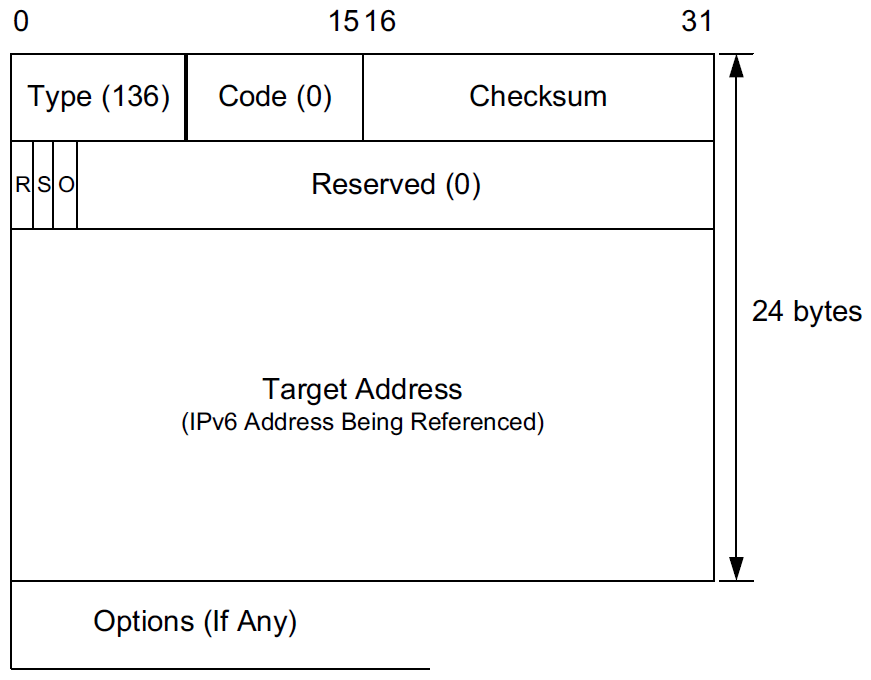 0 15 16 31
Type (136) Code (0) Checksum
R S O Reserved (0)
24 bytes
Target Address
(IPv6 Address Being Referenced)
Options (If Any)